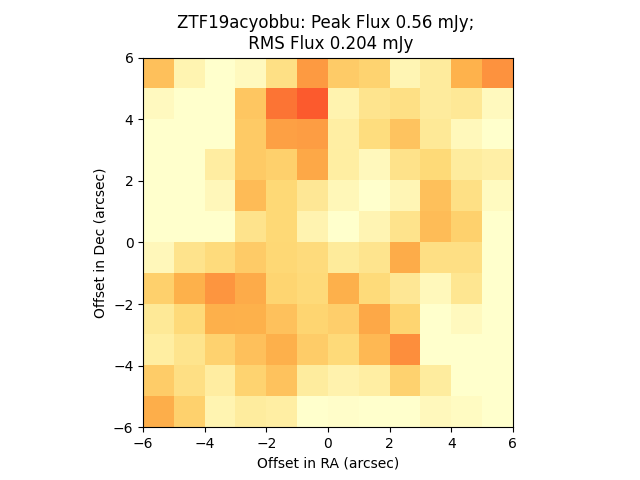 ZTF19acyobbu: Peak Flux 0.56 mJy;
RMS Flux 0.204 mJy
6
4
2
0
−2
−4
−6
Offset in Dec (arcsec)
−6 −4 −2 0 2 4 6
Offset in RA (arcsec)